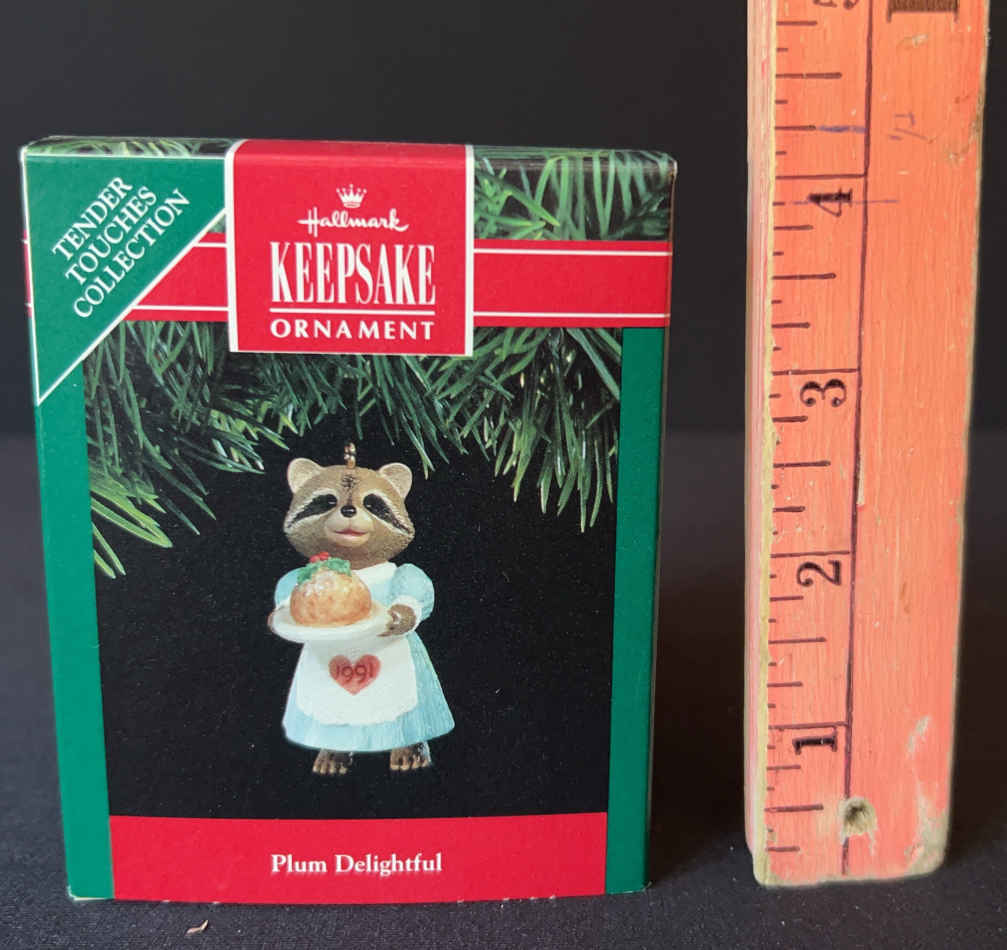 TENDER
TOUCHES
COLLECTION
Hallmark
KEEPSAKE
ORNAMENT
1991
Plum Delightful
4
3
2
1